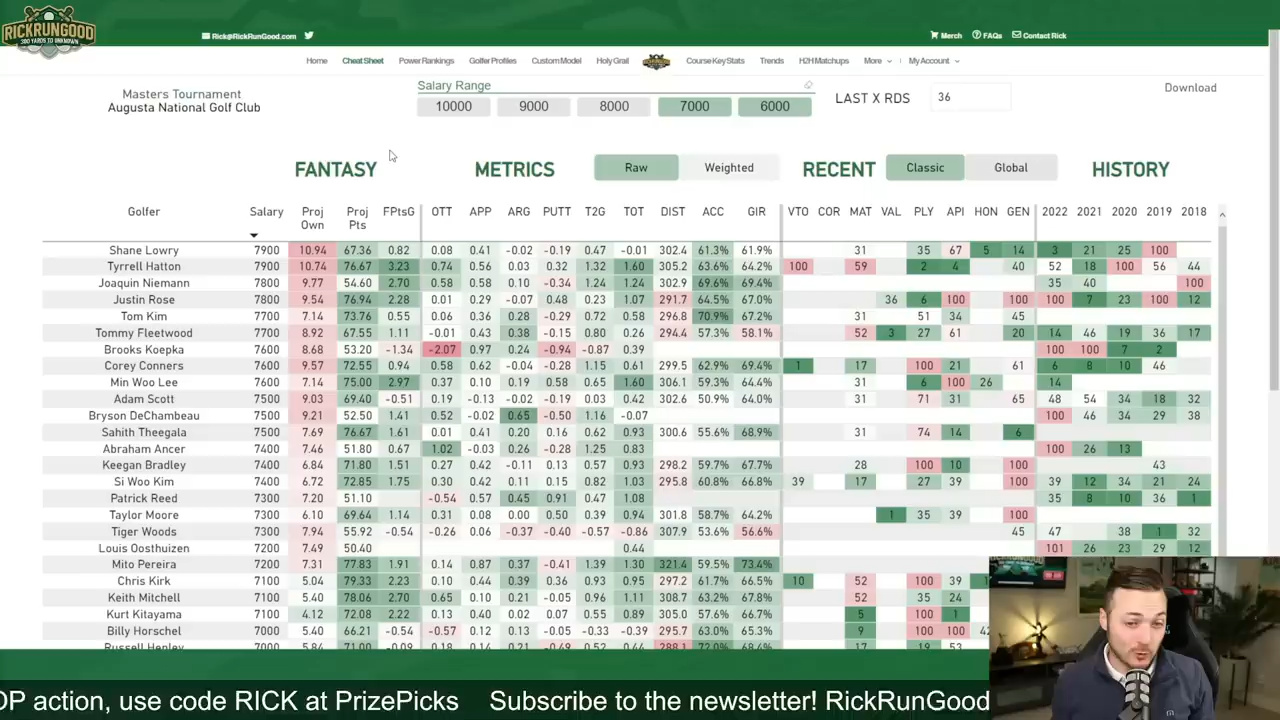 RICKRUNGOOD
300 YARDS TO UNKNOWN
Rick@RickRunGood.com
Merch FAQs Contact Rick
Home Cheat Sheet Power Rankings Golfer Profiles Custom Model Holy Grail Course Key Stats Trends H2H Matchups More My Account
Masters Tournament
Augusta National Golf Club
Salary Range
10000 9000 8000 7000 6000
LAST X RDS 36
Download
FANTASY METRICS Raw Weighted RECENT Classic Global HISTORY
Golfer Salary Proj Own Proj Pts FPtsG OTT APP ARG PUTT T2G TOT DIST ACC GIR VTO COR MAT VAL PLY API HON GEN 2022 2021 2020 2019 2018
Shane Lowry 7900 10.94 67.36 0.82 0.08 0.41 -0.02 -0.19 0.47 -0.01 302.4 61.3% 61.9% 31 35 67 5 14 3 21 25 100
Tyrrell Hatton 7900 10.74 76.67 3.23 0.74 0.56 0.03 0.32 1.32 1.60 305.2 63.6% 64.2% 100 59 2 4 40 52 18 100 56 44
Joaquin Niemann 7800 9.77 54.60 2.70 0.58 0.58 0.10 -0.34 1.24 1.24 302.9 69.6% 69.4% 35 40 100
Justin Rose 7800 9.54 76.94 2.28 0.01 0.29 -0.07 0.48 0.23 1.07 291.7 64.5% 67.0% 36 6 100 100 100 7 23 100 12
Tom Kim 7700 7.14 73.76 0.55 0.06 0.36 0.28 -0.29 0.72 0.58 296.8 70.9% 67.2% 31 51 34 45
Tommy Fleetwood 7700 8.92 67.55 1.11 -0.01 0.43 0.38 -0.15 0.80 0.26 294.4 57.3% 58.1% 52 3 27 61 20 14 46 19 36 17
Brooks Koepka 7600 8.68 53.20 -1.34 -2.07 0.97 0.24 -0.94 -0.87 0.39 100 100 7 2
Corey Conners 7600 9.57 72.55 0.94 0.58 0.62 -0.04 -0.28 1.15 0.61 299.5 62.9% 69.4% 1 17 100 21 61 6 8 10 46
Min Woo Lee 7600 7.14 75.00 2.97 0.37 0.10 0.19 0.58 0.65 1.60 306.1 59.3% 64.4% 31 6 100 26 14
Adam Scott 7500 9.03 69.40 -0.51 0.19 -0.13 -0.02 -0.19 0.03 0.42 302.6 50.9% 64.0% 31 71 31 65 48 54 34 18 32
Bryson DeChambeau 7500 9.21 52.50 1.41 0.52 -0.02 0.65 -0.50 1.16 -0.07 100 46 34 29 38
Sahith Theegala 7500 7.69 76.67 1.61 0.01 0.41 0.20 0.16 0.62 0.93 300.6 55.6% 68.9% 31 74 14 6
Abraham Ancer 7400 7.46 51.80 0.67 1.02 -0.03 0.26 -0.28 1.25 0.83 100 26 13
Keegan Bradley 7400 6.84 71.80 1.51 0.27 0.42 -0.11 0.13 0.57 0.93 298.2 59.7% 67.7% 28 100 10 100 43
Si Woo Kim 7400 6.72 72.85 1.75 0.30 0.42 0.11 0.15 0.82 1.03 295.8 60.8% 66.8% 39 17 27 39 100 39 12 34 21 24
Patrick Reed 7300 7.20 51.10 -0.54 0.57 0.45 0.91 0.47 1.08 35 8 10 36 1
Taylor Moore 7300 6.10 69.64 1.14 0.31 0.08 0.00 0.50 0.39 0.94 301.8 58.7% 64.2% 1 35 39 100
Tiger Woods 7300 7.94 55.92 -0.54 -0.26 0.06 -0.37 -0.40 -0.57 -0.86 307.9 53.6% 56.6% 45 47 38 1 32
Louis Oosthuizen 7200 7.49 50.40 0.44 101 26 23 29 12
Mito Pereira 7200 7.31 77.83 1.91 0.14 0.87 0.37 -0.41 1.39 1.30 321.4 59.5% 73.4%
Chris Kirk 7100 5.04 79.33 2.23 0.10 0.44 0.39 0.36 0.93 0.95 297.2 61.7% 66.5% 10 52 100 39
Keith Mitchell 7100 5.40 78.06 2.70 0.65 0.10 0.21 -0.05 0.96 1.11 308.7 63.2% 67.8% 52 35 24
Kurt Kitayama 7100 4.12 72.08 2.22 0.13 0.40 0.02 0.07 0.55 0.89 305.0 57.6% 66.7% 5 100 1
Billy Horschel 7000 5.40 66.21 -0.54 -0.57 0.12 0.13 -0.05 -0.33 -0.39 295.7 63.0% 65.3% 9 100 100 42
Russell Henley 7000 5.84 71.00 -0.09 0.18 0.14 0.21 -0.49 0.52 0.44 288.1 72.0% 68.4% 17 19 53
OP action, use code RICK at PrizePicks Subscribe to the newsletter! RickRunGood